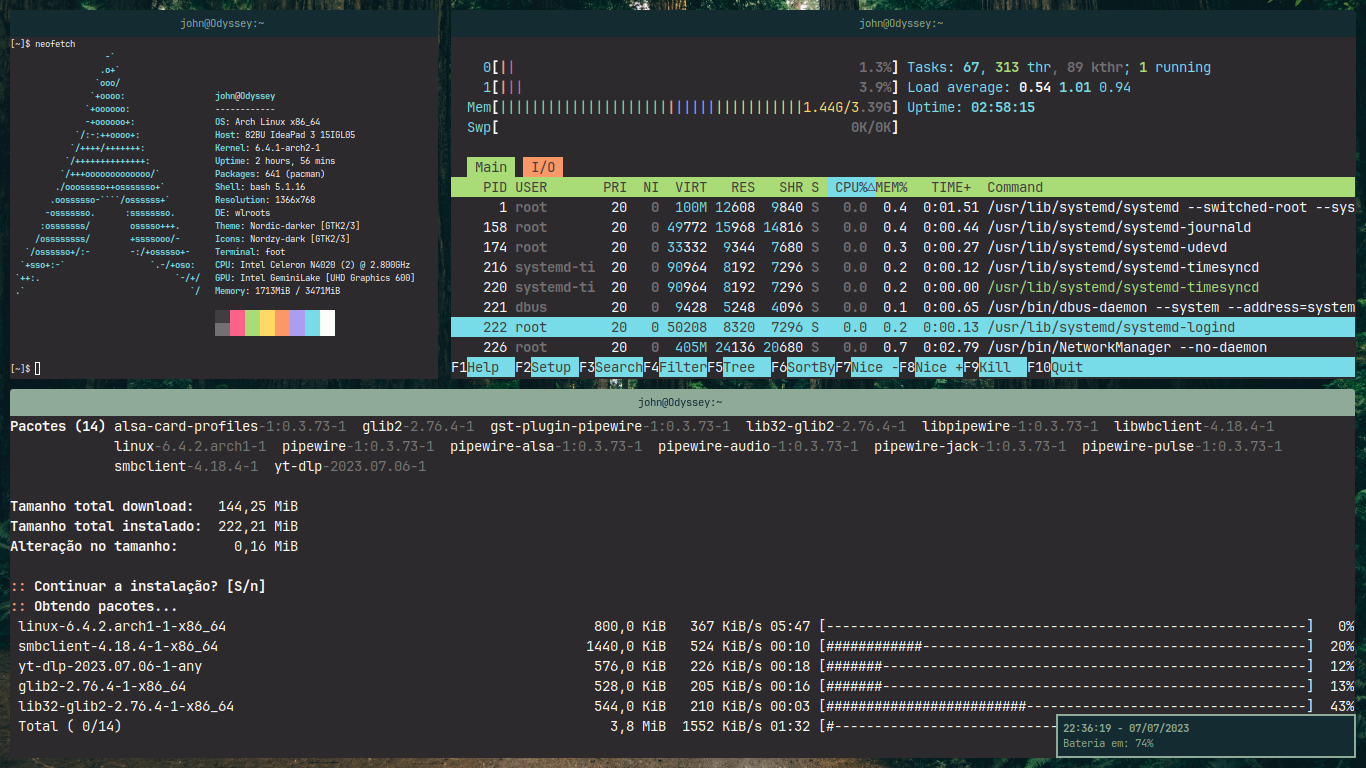 john@Odyssey:~
[~]$ neofetch
-`
.o+`
`ooo/
`+oooo:
`+oooooo:
-+oooooo+:
`/:-:++oooo+:
`/++++/+++++++:
`/++++++++++++++:
`/+++ooooooooooooo/`
./ooosssso++osssssso+`
.oossssso-````/ossssss+`
-osssssso.      :ssssssso.
:osssssss/        osssso+++.
/ossssssss/        +ssssooo/-
`/ossssso+/:-        -:/+osssso+-
`+sso+:-`                 `.-/+oso:
`++:.                           `-/+/
.`                                 `/
john@Odyssey
------------
OS: Arch Linux x86_64
Host: 82BU IdeaPad 3 15IGL05
Kernel: 6.4.1-arch2-1
Uptime: 2 hours, 56 mins
Packages: 641 (pacman)
Shell: bash 5.1.16
Resolution: 1366x768
DE: wlroots
Theme: Nordic-darker [GTK2/3]
Icons: Nordzy-dark [GTK2/3]
Terminal: foot
CPU: Intel Celeron N4020 (2) @ 2.800GHz
GPU: Intel GeminiLake [UHD Graphics 600]
Memory: 1713MiB / 3471MiB
[~]$
john@Odyssey:~
0[|| 1.3%] Tasks: 67, 313 thr, 89 kthr; 1 running
1[||| 3.9%] Load average: 0.54 1.01 0.94
Mem[||||||||||||||||||||||||||||||||||||||1.44G/3.39G] Uptime: 02:58:15
Swp[ 0K/0K]
Main I/O
PID USER PRI NI VIRT RES SHR S CPU%△MEM% TIME+ Command
1 root 20 0 100M 12608 9840 S 0.0 0.4 0:01.51 /usr/lib/systemd/systemd --switched-root --sys
158 root 20 0 49772 15968 14816 S 0.0 0.4 0:00.44 /usr/lib/systemd/systemd-journald
174 root 20 0 33332 9344 7680 S 0.0 0.3 0:00.27 /usr/lib/systemd/systemd-udevd
216 systemd-ti 20 0 90964 8192 7296 S 0.0 0.2 0:00.12 /usr/lib/systemd/systemd-timesyncd
220 systemd-ti 20 0 90964 8192 7296 S 0.0 0.2 0:00.00 /usr/lib/systemd/systemd-timesyncd
221 dbus 20 0 9428 5248 4096 S 0.0 0.1 0:00.65 /usr/bin/dbus-daemon --system --address=system
222 root 20 0 50208 8320 7296 S 0.0 0.2 0:00.13 /usr/lib/systemd/systemd-logind
226 root 20 0 405M 24136 20680 S 0.0 0.7 0:02.79 /usr/bin/NetworkManager --no-daemon
F1Help F2Setup F3SearchF4FilterF5Tree F6SortByF7Nice -F8Nice +F9Kill F10Quit
john@Odyssey:~
Pacotes (14) alsa-card-profiles-1:0.3.73-1 glib2-2.76.4-1 gst-plugin-pipewire-1:0.3.73-1 lib32-glib2-2.76.4-1 libpipewire-1:0.3.73-1 libwbclient-4.18.4-1
linux-6.4.2.arch1-1 pipewire-1:0.3.73-1 pipewire-alsa-1:0.3.73-1 pipewire-audio-1:0.3.73-1 pipewire-jack-1:0.3.73-1 pipewire-pulse-1:0.3.73-1
smbclient-4.18.4-1 yt-dlp-2023.07.06-1
Tamanho total download: 144,25 MiB
Tamanho total instalado: 222,21 MiB
Alteração no tamanho: 0,16 MiB
:: Continuar a instalação? [S/n]
:: Obtendo pacotes...
linux-6.4.2.arch1-1-x86_64 800,0 KiB 367 KiB/s 05:47 [------------------------------------------------------------] 0%
smbclient-4.18.4-1-x86_64 1440,0 KiB 524 KiB/s 00:10 [############------------------------------------------------] 20%
yt-dlp-2023.07.06-1-any 576,0 KiB 226 KiB/s 00:18 [#######-----------------------------------------------------] 12%
glib2-2.76.4-1-x86_64 528,0 KiB 205 KiB/s 00:16 [#######-----------------------------------------------------] 13%
lib32-glib2-2.76.4-1-x86_64 544,0 KiB 210 KiB/s 00:03 [#########################-----------------------------------] 43%
Total ( 0/14) 3,8 MiB 1552 KiB/s 01:32 [#----------------------------
22:36:19 - 07/07/2023
Bateria em: 74%